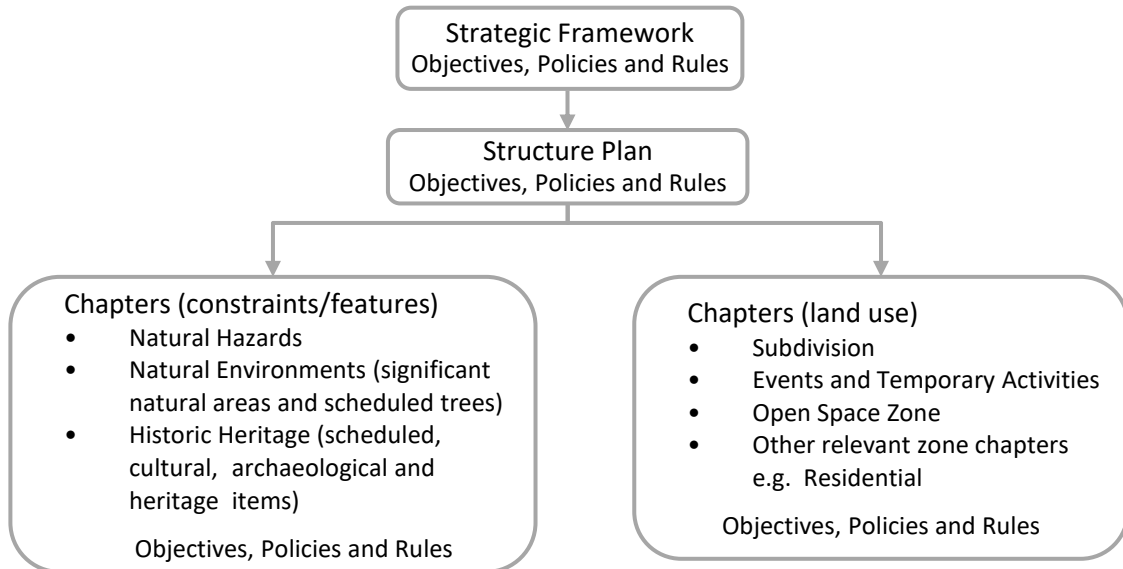 Strategic Framework
Objectives, Policies and Rules
Structure Plan
Objectives, Policies and Rules
Chapters (constraints/features)
• Natural Hazards
• Natural Environments (significant
natural areas and scheduled trees)
• Historic Heritage (scheduled,
cultural, archaeological and
heritage items)
Objectives, Policies and Rules
Chapters (land use)
• Subdivision
• Events and Temporary Activities
• Open Space Zone
• Other relevant zone chapters
e.g. Residential
Objectives, Policies and Rules